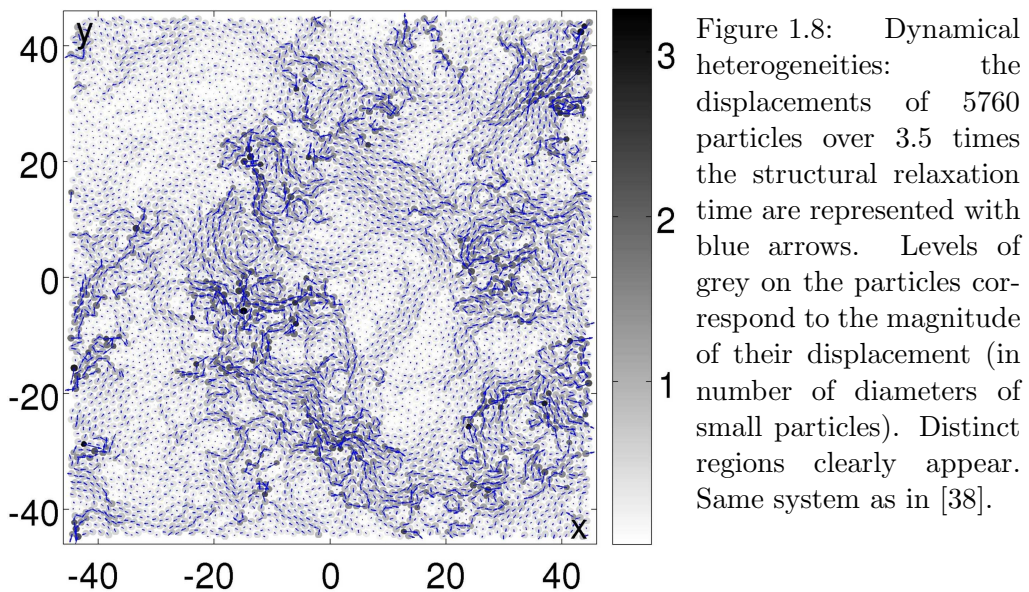 y
40
20
0
-20
-40
-40
-20
0
20
40
x
3
2
1
Figure 1.8: Dynamical
heterogeneities: the
displacements of 5760
particles over 3.5 times
the structural relaxation
time are represented with
blue arrows. Levels of
grey on the particles cor-
respond to the magnitude
of their displacement (in
number of diameters of
small particles). Distinct
regions clearly appear.
Same system as in [38].